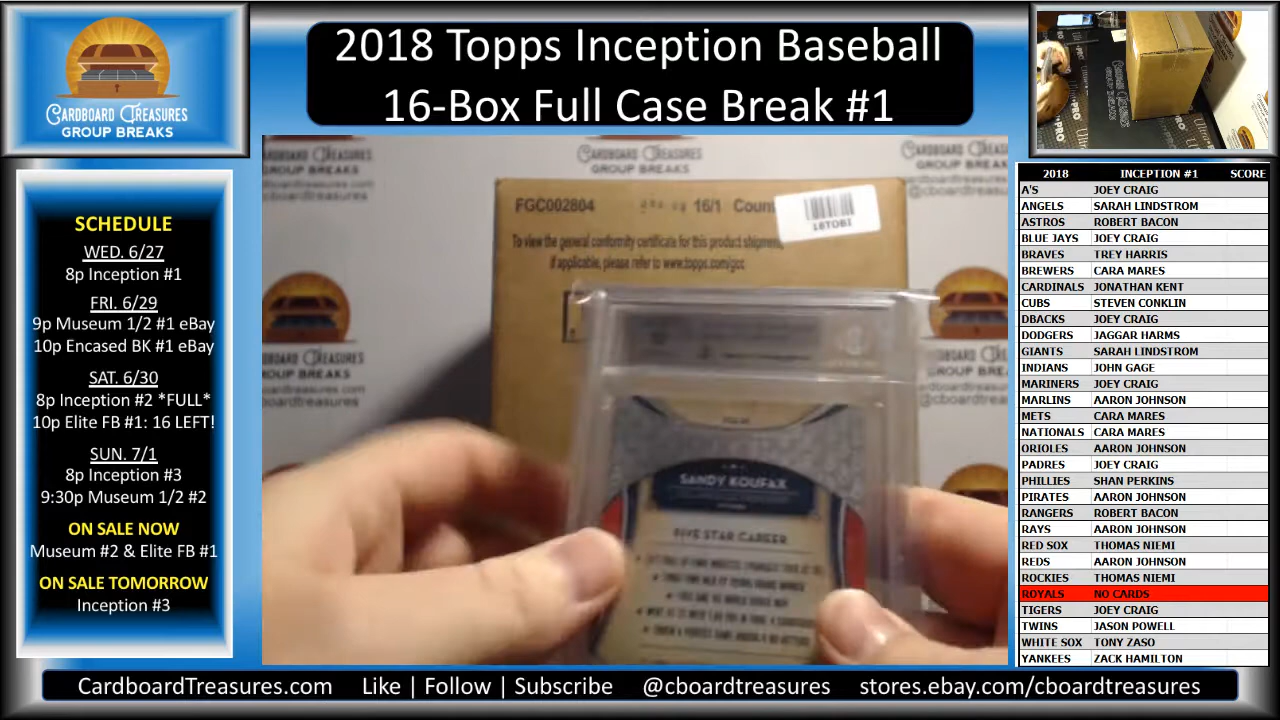 CARDBOARD TREASURES
GROUP BREAKS
2018 Topps Inception Baseball
16-Box Full Case Break #1
SCHEDULE
WED. 6/27
8p Inception #1
FRI. 6/29
9p Museum 1/2 #1 eBay
10p Encased BK #1 eBay
SAT. 6/30
8p Inception #2 *FULL*
10p Elite FB #1: 16 LEFT!
SUN. 7/1
8p Inception #3
9:30p Museum 1/2 #2
ON SALE NOW
Museum #2 & Elite FB #1
ON SALE TOMORROW
Inception #3
CARDBOARD TREASURES
GROUP BREAKS
cboardtreasures.com
@cboardtreasures
FGC002804 16/1 Coun
18TOBI
To view the general conformity certificate for this product shipment,
if applicable, please refer to www.topps.com/gcc
SANDY KOUFAX
FIVE STAR CAREER
2018 INCEPTION #1 SCORE
A'S JOEY CRAIG
ANGELS SARAH LINDSTROM
ASTROS ROBERT BACON
BLUE JAYS JOEY CRAIG
BRAVES TREY HARRIS
BREWERS CARA MARES
CARDINALS JONATHAN KENT
CUBS STEVEN CONKLIN
DBACKS JOEY CRAIG
DODGERS JAGGAR HARMS
GIANTS SARAH LINDSTROM
INDIANS JOHN GAGE
MARINERS JOEY CRAIG
MARLINS AARON JOHNSON
METS CARA MARES
NATIONALS CARA MARES
ORIOLES AARON JOHNSON
PADRES JOEY CRAIG
PHILLIES SHAN PERKINS
PIRATES AARON JOHNSON
RANGERS ROBERT BACON
RAYS AARON JOHNSON
RED SOX THOMAS NIEMI
REDS AARON JOHNSON
ROCKIES THOMAS NIEMI
ROYALS NO CARDS
TIGERS JOEY CRAIG
TWINS JASON POWELL
WHITE SOX TONY ZASO
YANKEES ZACK HAMILTON
CardboardTreasures.com Like | Follow | Subscribe @cboardtreasures stores.ebay.com/cboardtreasures